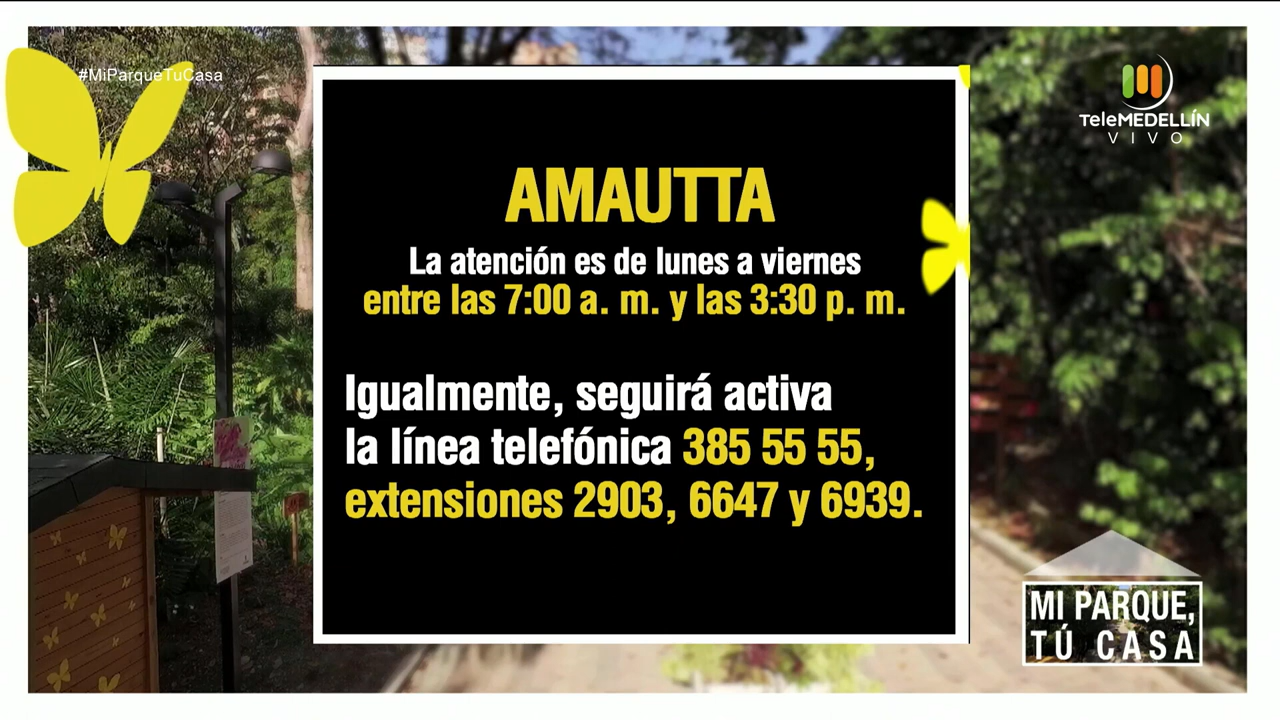 #MiParqueTuCasa
TeleMEDELLÍN
VIVO
AMAUTTA
La atención es de lunes a viernes
entre las 7:00 a. m. y las 3:30 p. m.
Igualmente, seguirá activa
la línea telefónica 385 55 55,
extensiones 2903, 6647 y 6939.
MI PARQUE,
TÚ CASA